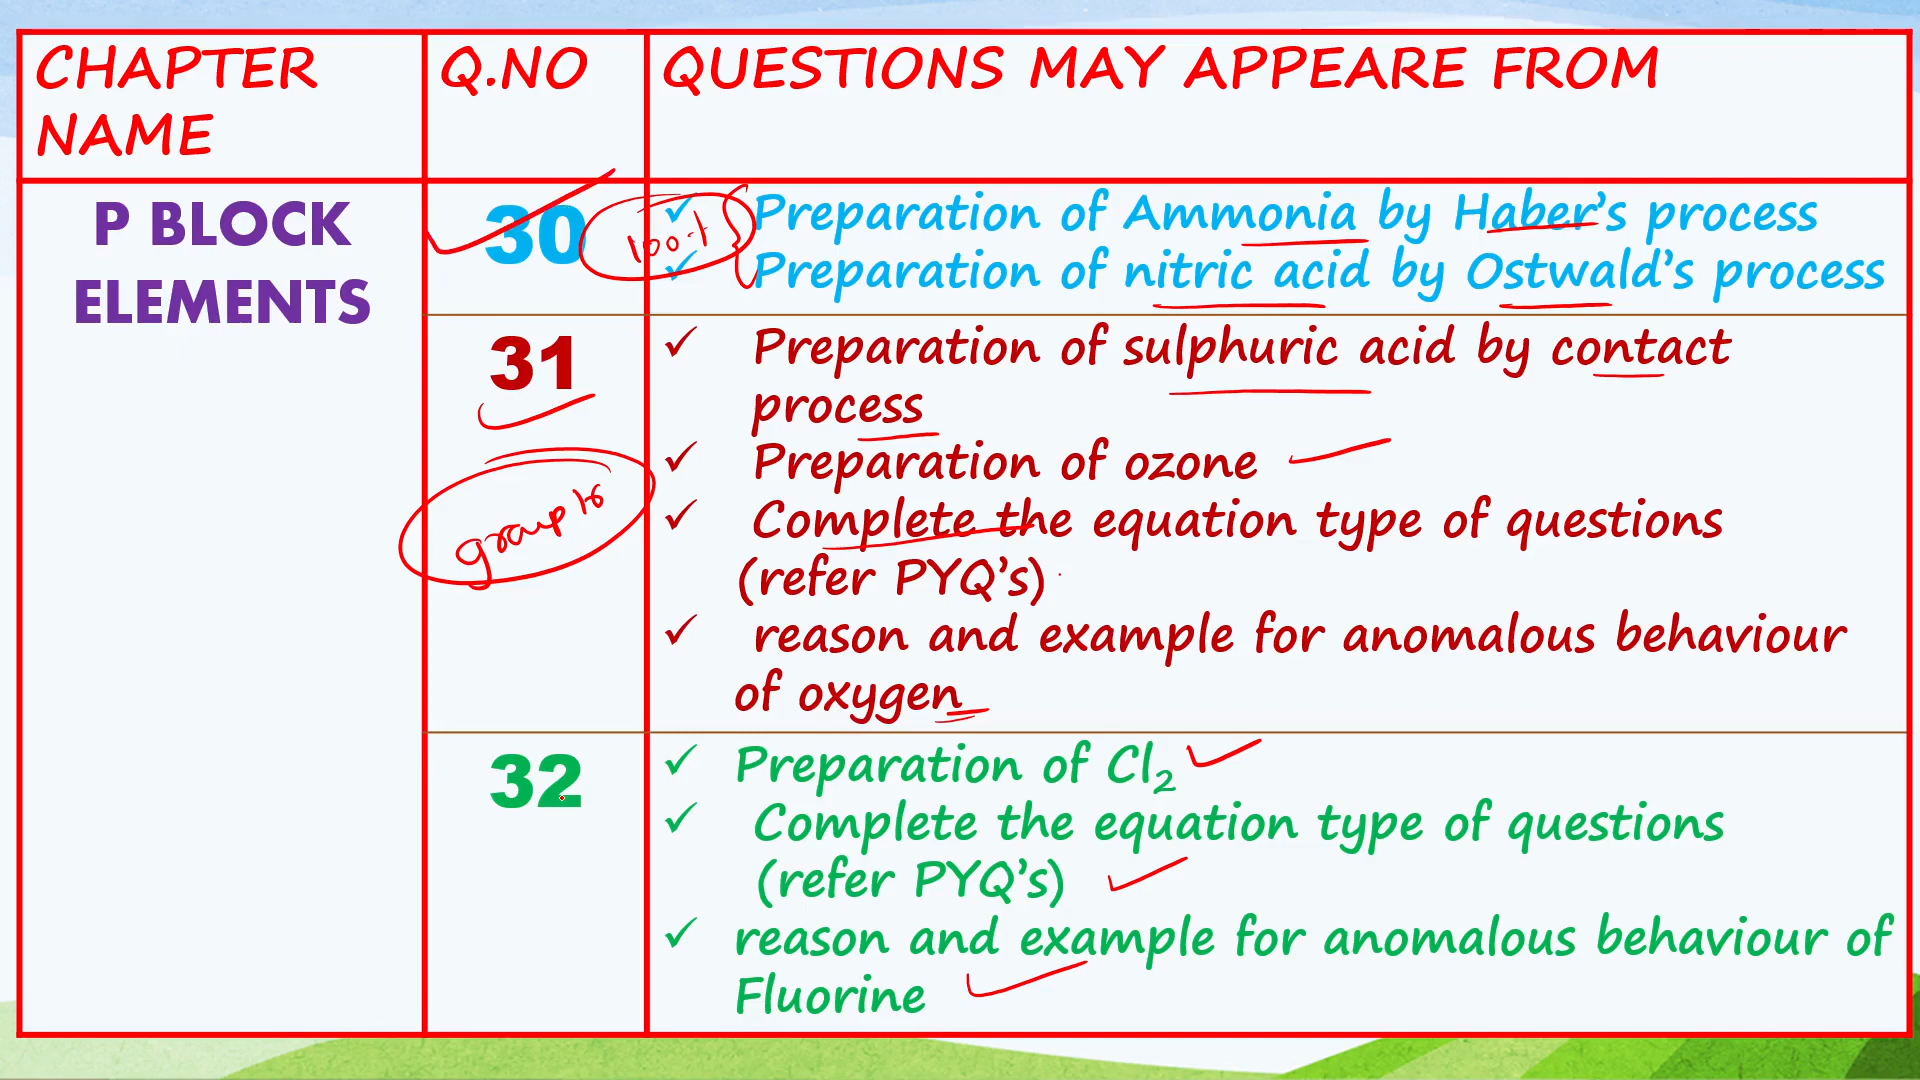 CHAPTER
NAME
Q.NO
QUESTIONS MAY APPEARE FROM
P BLOCK
ELEMENTS
30
100%
✓ Preparation of Ammonia by Haber's process
✓ Preparation of nitric acid by Ostwald's process
31
group 16
✓ Preparation of sulphuric acid by contact
process
✓ Preparation of ozone
✓ Complete the equation type of questions
(refer PYQ's)
✓ reason and example for anomalous behaviour
of oxygen
32
✓ Preparation of Cl₂
✓ Complete the equation type of questions
(refer PYQ's)
✓ reason and example for anomalous behaviour of
Fluorine